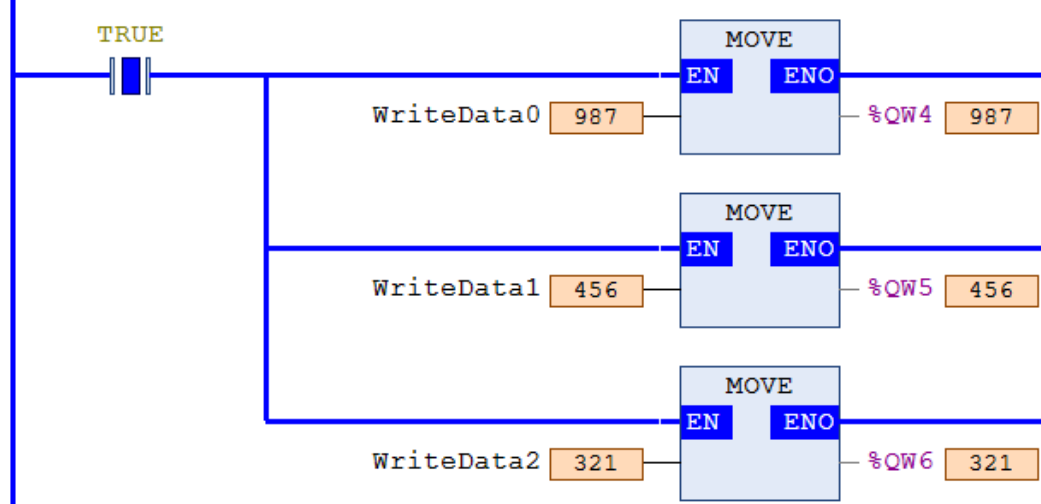 TRUE
MOVE
EN ENO
WriteData0 987 %QW4 987
MOVE
EN ENO
WriteData1 456 %QW5 456
MOVE
EN ENO
WriteData2 321 %QW6 321